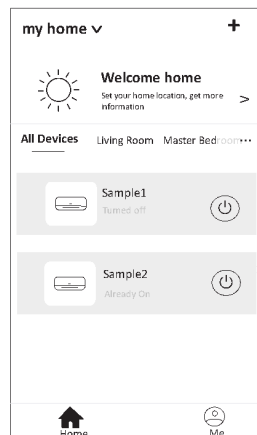 my home
Welcome home
Set your home location, get more
information
All Devices Living Room Master Bedroom
Sample1
Turned off
Sample2
Already On
Home Me